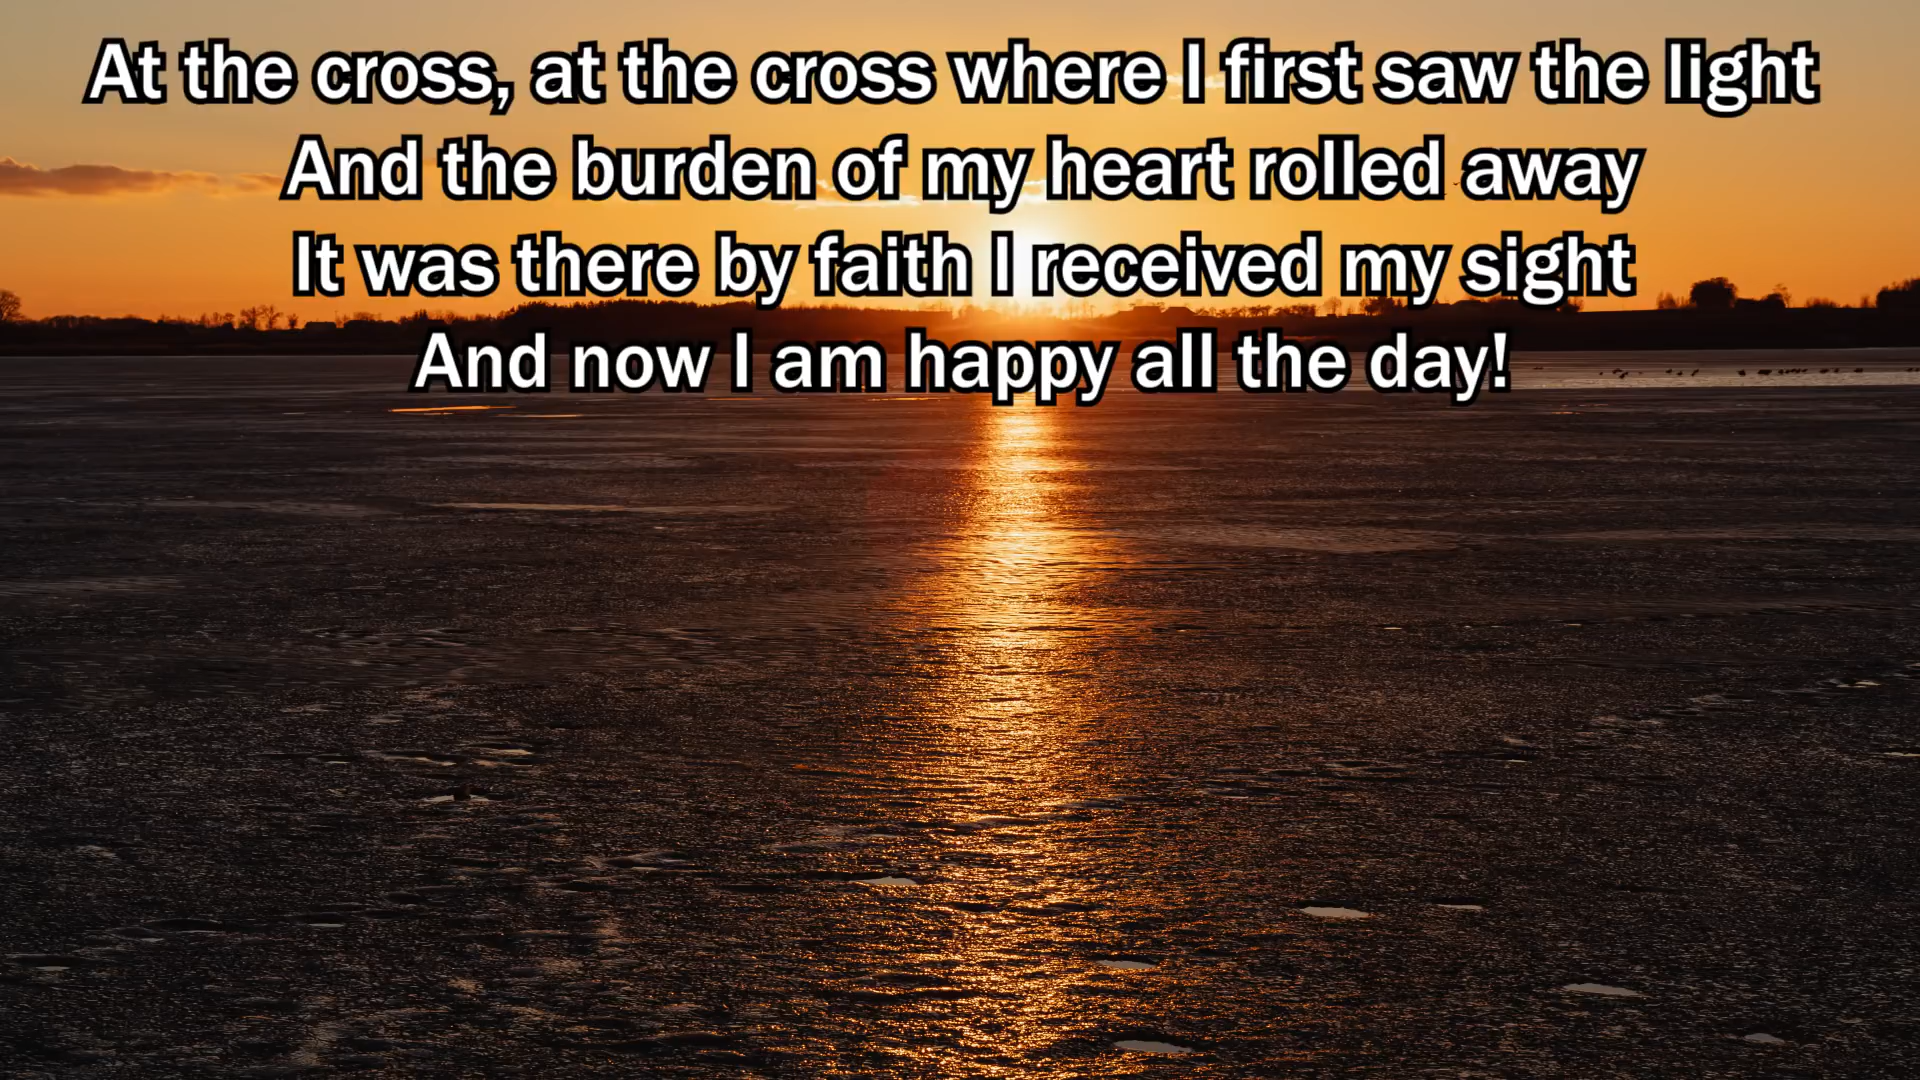 At the cross, at the cross where I first saw the light
And the burden of my heart rolled away
It was there by faith I received my sight
And now I am happy all the day!